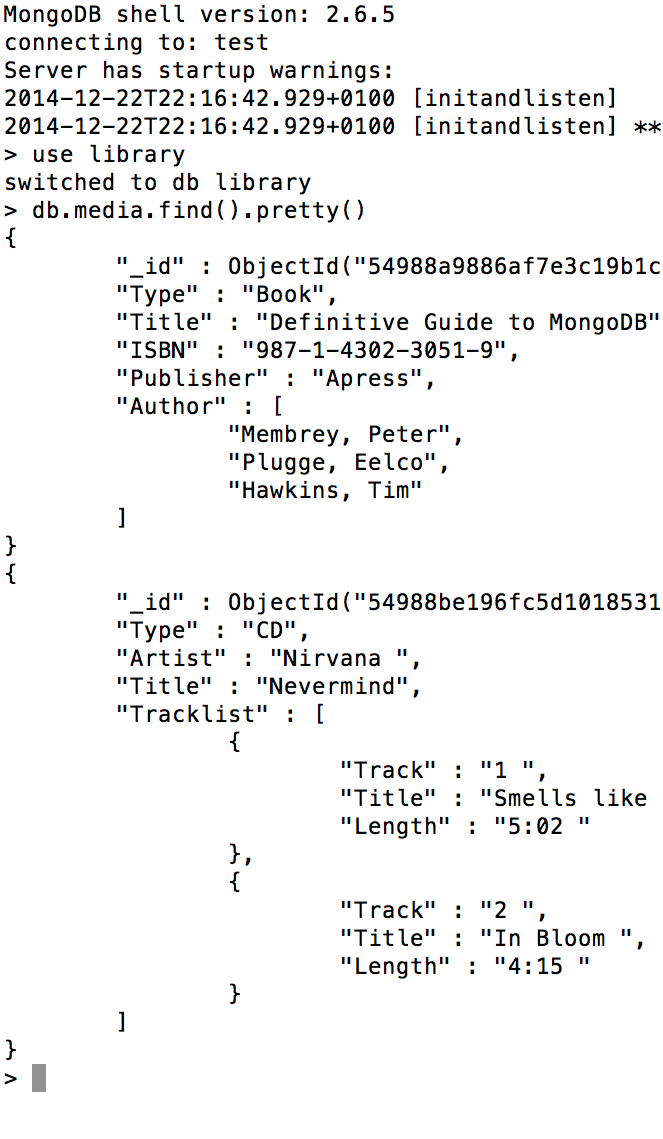 MongoDB shell version: 2.6.5
connecting to: test
Server has startup warnings:
2014-12-22T22:16:42.929+0100 [initandlisten]
2014-12-22T22:16:42.929+0100 [initandlisten] **
> use library
switched to db library
> db.media.find().pretty()
{
        "_id" : ObjectId("54988a9886af7e3c19b1c
        "Type" : "Book",
        "Title" : "Definitive Guide to MongoDB"
        "ISBN" : "987-1-4302-3051-9",
        "Publisher" : "Apress",
        "Author" : [
                "Membrey, Peter",
                "Plugge, Eelco",
                "Hawkins, Tim"
        ]
}
{
        "_id" : ObjectId("54988be196fc5d1018531
        "Type" : "CD",
        "Artist" : "Nirvana ",
        "Title" : "Nevermind",
        "Tracklist" : [
                {
                        "Track" : "1 ",
                        "Title" : "Smells like
                        "Length" : "5:02 "
                },
                {
                        "Track" : "2 ",
                        "Title" : "In Bloom ",
                        "Length" : "4:15 "
                }
        ]
}
>